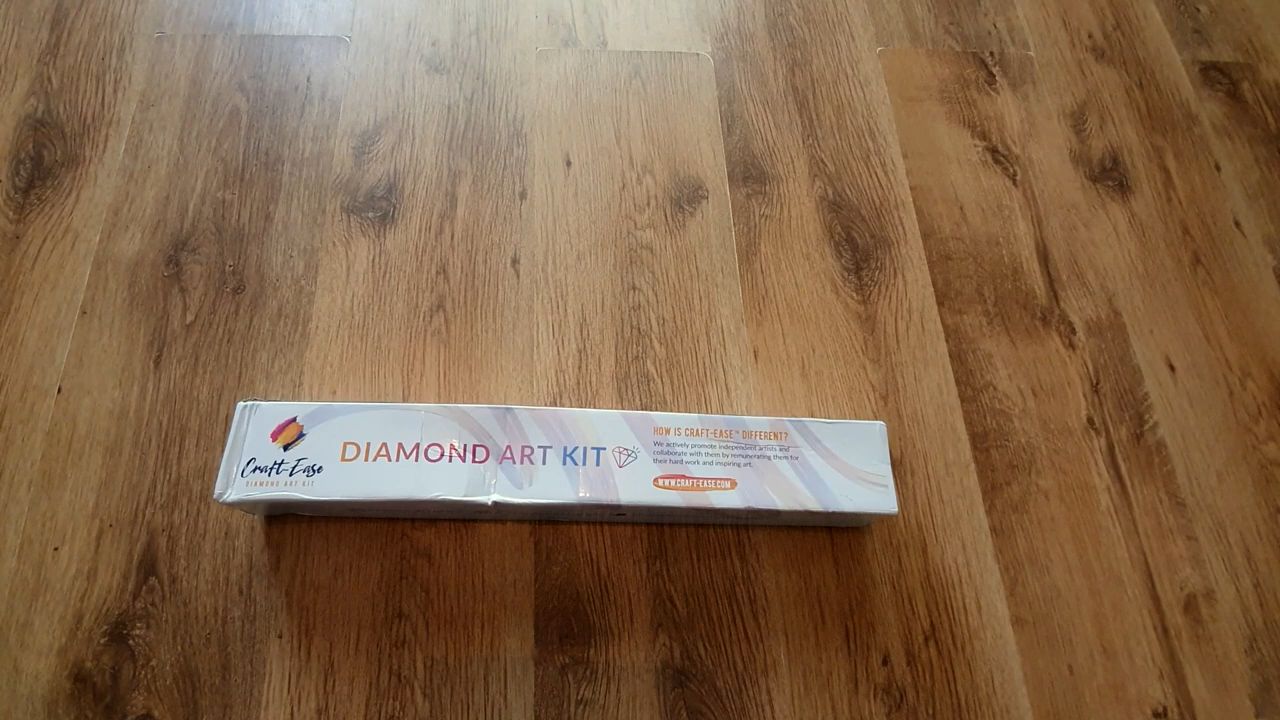 Craft-Ease
DIAMOND ART KIT
DIAMOND ART KIT
HOW IS CRAFT-EASE™ DIFFERENT?
We actively promote independent artists and
collaborate with them by remunerating them for
their hard work and inspiring art.
WWW.CRAFT-EASE.COM